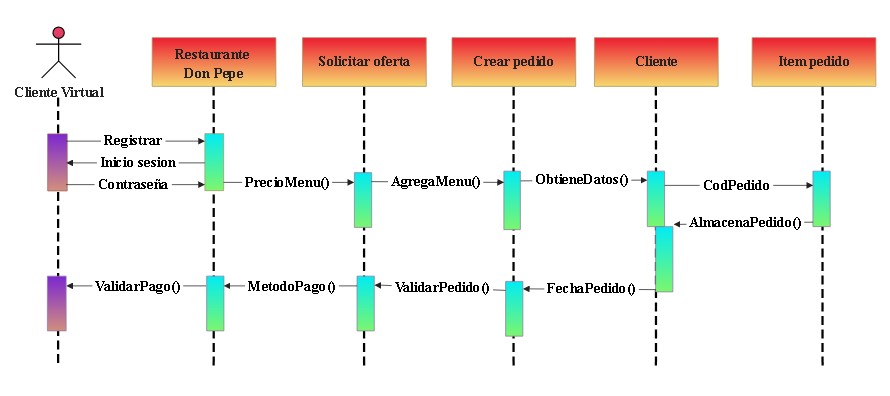 Restaurante
Don Pepe
Solicitar oferta
Crear pedido
Cliente
Item pedido
Cliente Virtual
Registrar
Inicio sesion
Contraseña
PrecioMenu()
AgregaMenu()
ObtieneDatos()
CodPedido
AlmacenaPedido()
ValidarPago()
MetodoPago()
ValidarPedido()
FechaPedido()